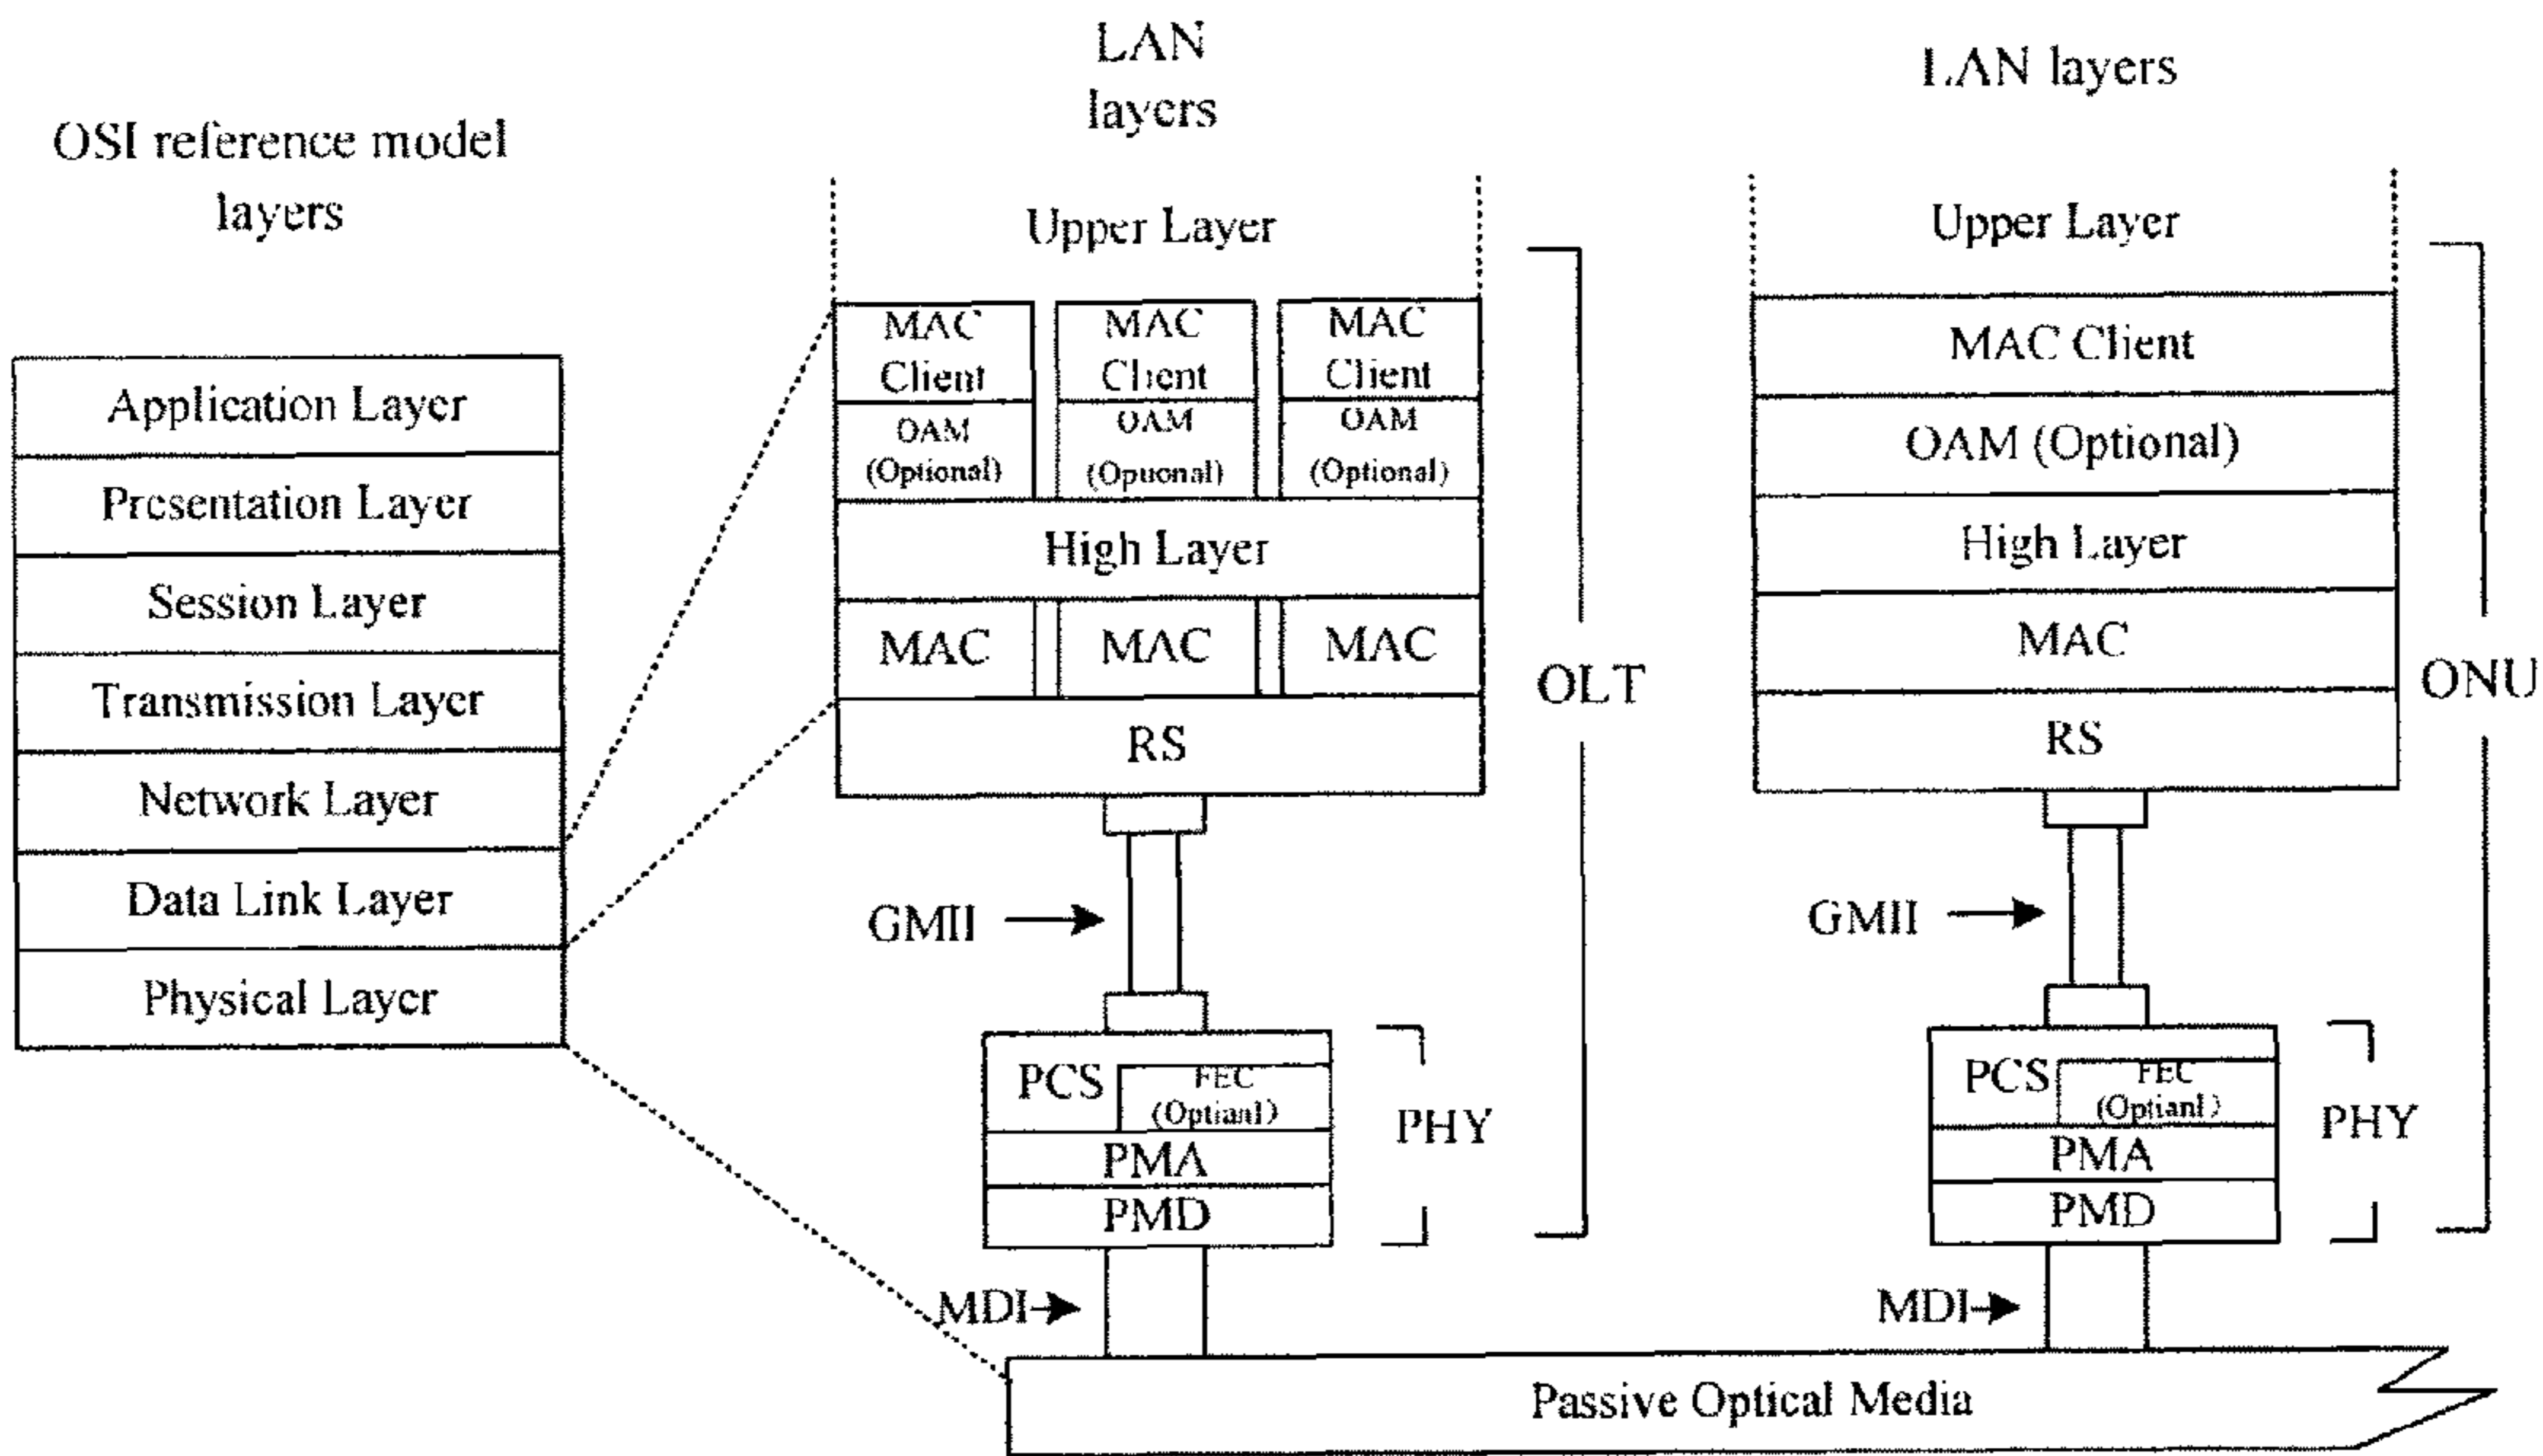 OSI reference model
layers
Application Layer
Presentation Layer
Session Layer
Transmission Layer
Network Layer
Data Link Layer
Physical Layer
LAN
layers
Upper Layer
MAC
Client
MAC
Client
MAC
Client
OAM
(Optional)
OAM
(Optional)
OAM
(Optional)
High Layer
MAC
MAC
MAC
RS
GMII
PCS
FEC
(Optianl)
PMA
PMD
PHY
MDI
OLT
LAN layers
Upper Layer
MAC Client
OAM (Optional)
High Layer
MAC
RS
GMII
PCS
FEC
(Optianl)
PMA
PMD
PHY
MDI
ONU
Passive Optical Media